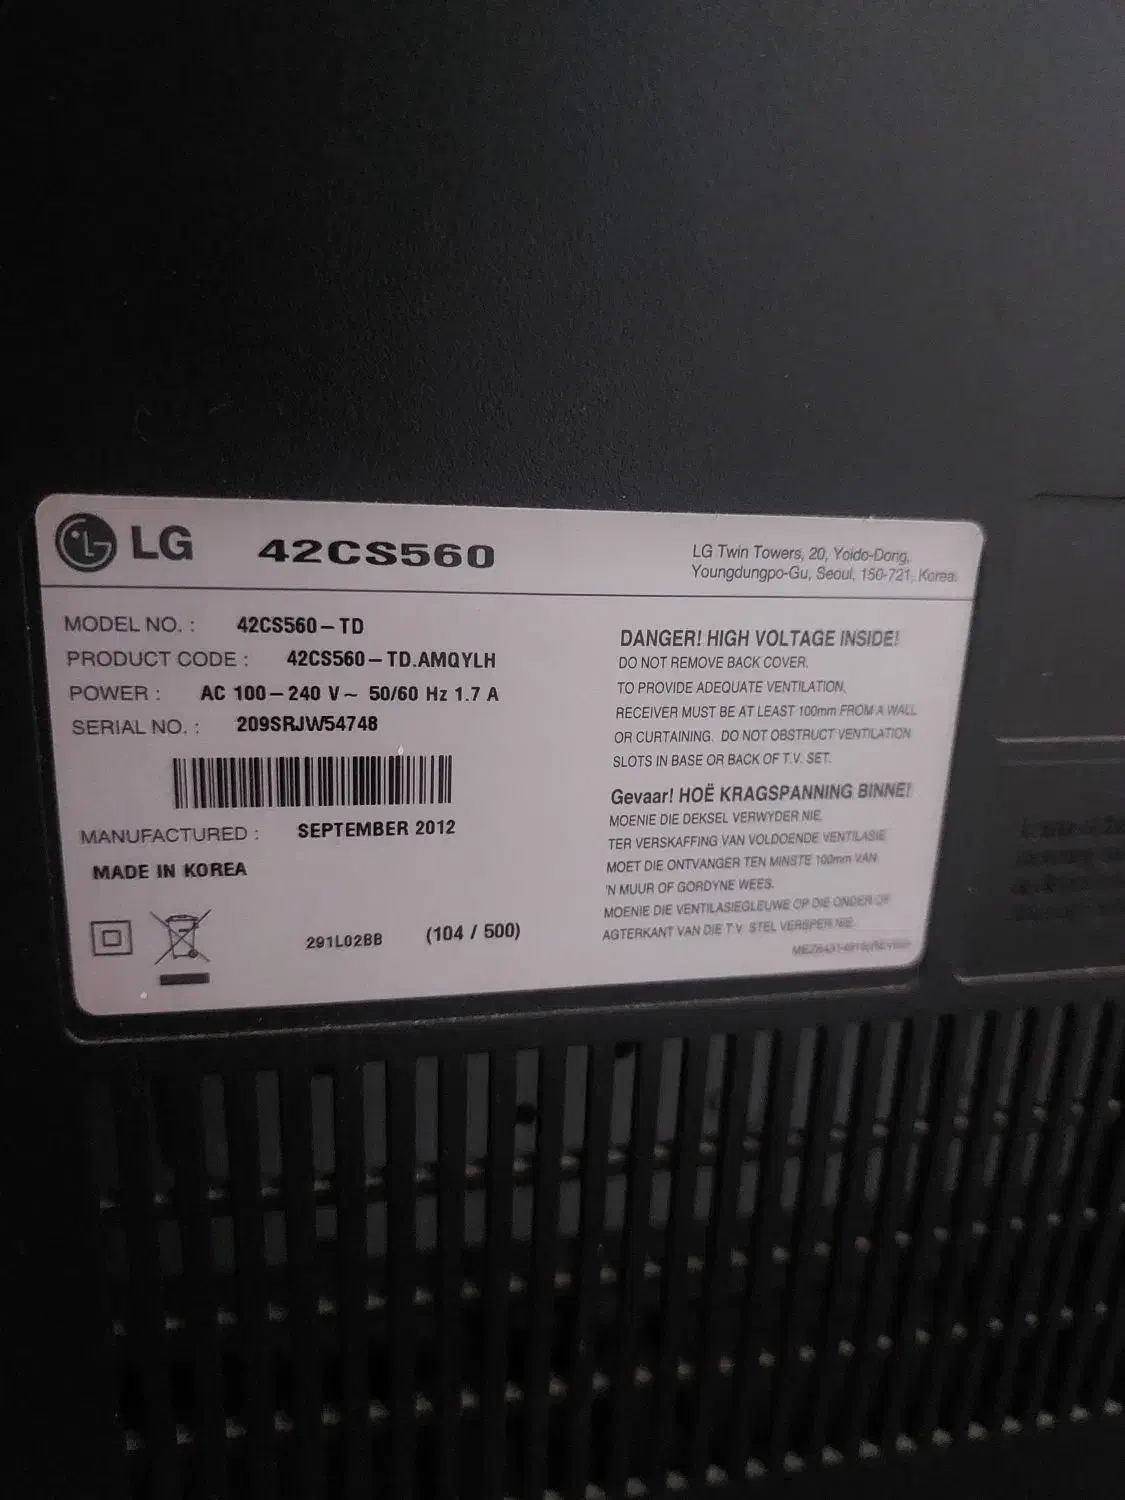 LG 42CS560
LG Twin Towers, 20, Yoido-Dong,
Youngdungpo-Gu, Seoul, 150-721, Korea.
MODEL NO. : 42CS560-TD
PRODUCT CODE : 42CS560-TD.AMQYLH
POWER : AC 100-240 V~ 50/60 Hz 1.7 A
SERIAL NO. : 209SRJW54748
MANUFACTURED : SEPTEMBER 2012
MADE IN KOREA
291L02BB (104 / 500)
DANGER! HIGH VOLTAGE INSIDE!
DO NOT REMOVE BACK COVER.
TO PROVIDE ADEQUATE VENTILATION,
RECEIVER MUST BE AT LEAST 100mm FROM A WALL
OR CURTAINING. DO NOT OBSTRUCT VENTILATION
SLOTS IN BASE OR BACK OF T.V. SET.
Gevaar! HOË KRAGSPANNING BINNE!
MOENIE DIE DEKSEL VERWYDER NIE.
TER VERSKAFFING VAN VOLDOENDE VENTILASIE
MOET DIE ONTVANGER TEN MINSTE 100mm VAN
'N MUUR OF GORDYNE WEES.
MOENIE DIE VENTILASIEGLEUWE OP DIE ONDER OF
AGTERKANT VAN DIE T.V. STEL VERSPER NIE.